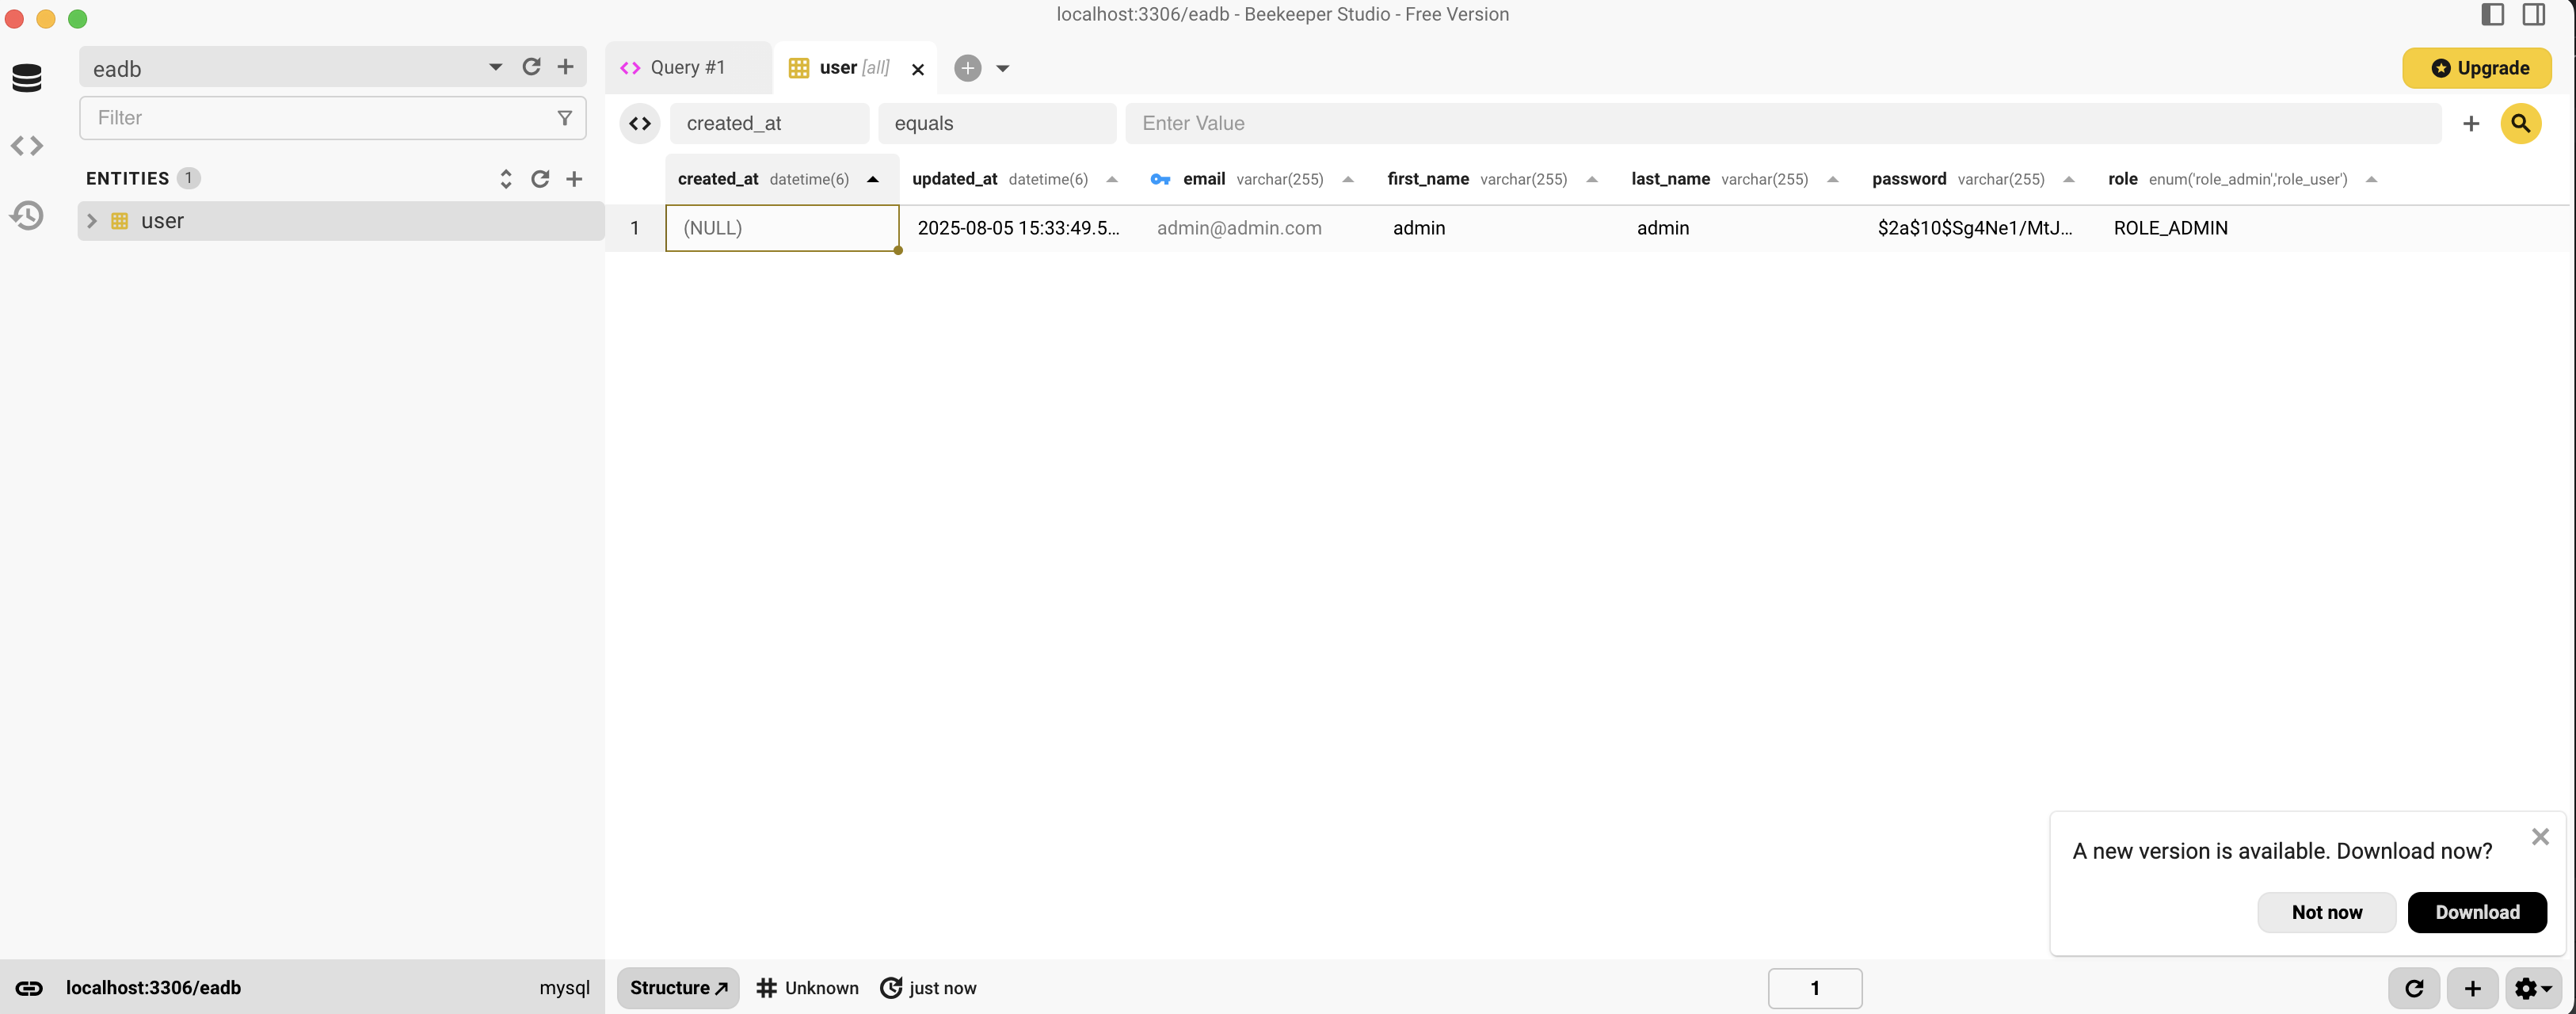 localhost:3306/eadb - Beekeeper Studio - Free Version
eadb
Query #1
user [all]
Upgrade
Filter
created_at
equals
Enter Value
ENTITIES 1
created_at datetime(6)
updated_at datetime(6)
email varchar(255)
first_name varchar(255)
last_name varchar(255)
password varchar(255)
role enum('role_admin','role_user')
user
1
(NULL)
2025-08-05 15:33:49.5...
admin@admin.com
admin
admin
$2a$10$Sg4Ne1/MtJ...
ROLE_ADMIN
A new version is available. Download now?
Not now
Download
localhost:3306/eadb
mysql
Structure
Unknown
just now
1